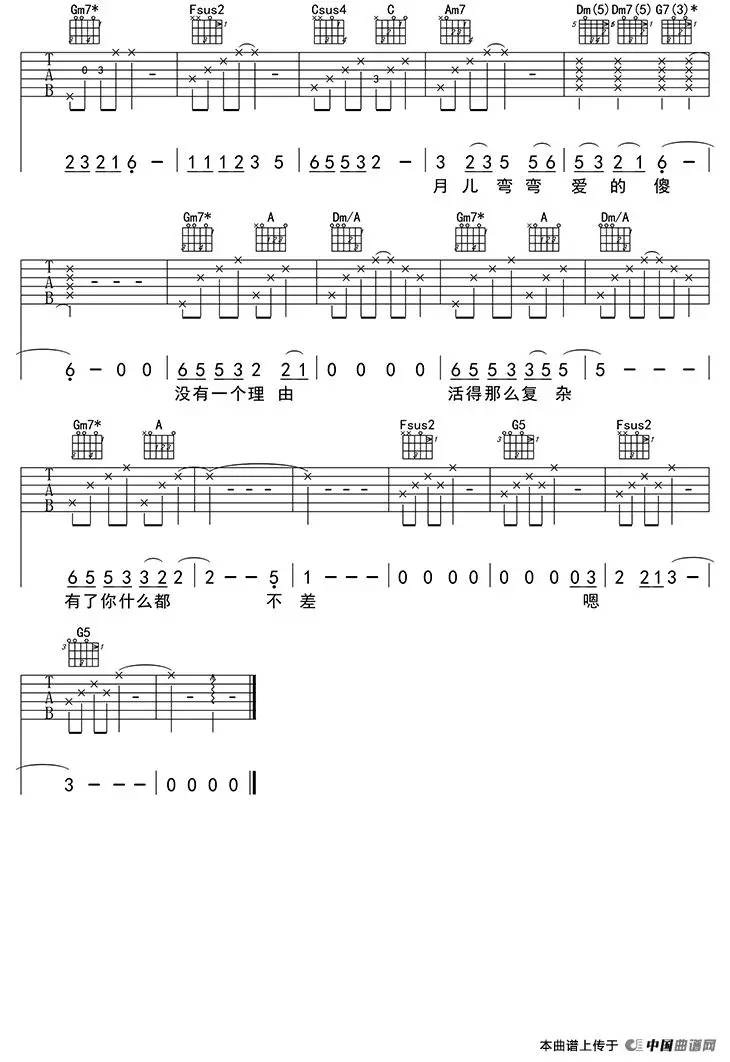 Gm7* Fsus2 Csus4 C Am7 Dm(5) Dm7(5) G7(3)*
T A B
2 3 2 1 6 - | 1 1 1 2 3 5 | 6 5 5 3 2 - | 3 2 3 5 5 6 | 5 3 2 1 6 -
月 儿 弯 弯 爱 的 傻
Gm7* A Dm/A Gm7* A Dm/A
T A B
6 - 0 0 | 6 5 5 3 2 2 1 | 0 0 0 0 | 6 5 5 3 3 5 5 | 5 - - -
没有一个理由 活得那么复杂
Gm7* A Fsus2 G5 Fsus2
T A B
6 5 5 3 3 2 2 | 2 - - 5 | 1 - - - | 0 0 0 0 | 0 0 0 0 3 | 2 2 1 3 -
有了你什么都 不 差 嗯
G5
T A B
3 - - - | 0 0 0 0
本曲谱上传于 中国曲谱网